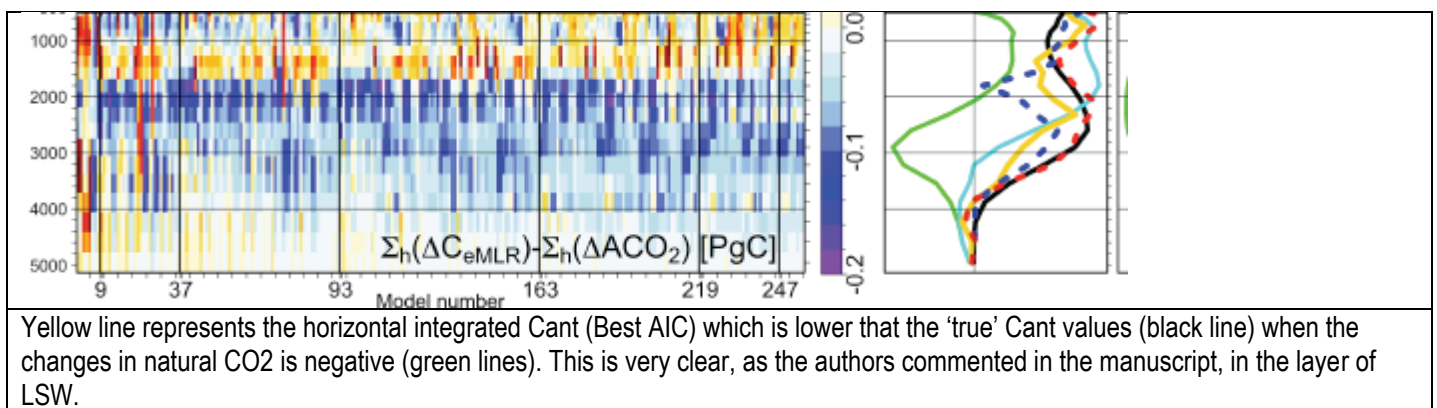 1000
2000
3000
4000
5000
Σh(ΔCeMLR)-Σh(ΔACO2) [PgC]
9 37 93 163 219 247
Model number
0.0
-0.1
-0.2
Yellow line represents the horizontal integrated Cant (Best AIC) which is lower that the ‘true’ Cant values (black line) when the
changes in natural CO2 is negative (green lines). This is very clear, as the authors commented in the manuscript, in the layer of
LSW.